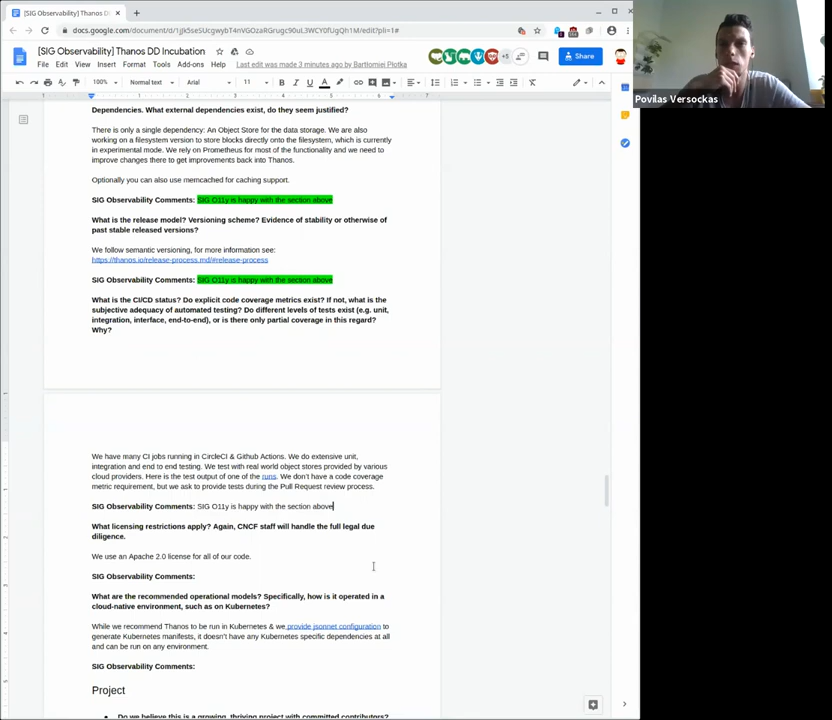 [SIG Observability] Thanos DD Incubation
[SIG Observability] Thanos DD Incubation
File Edit View Insert Format Tools Add-ons Help
Last edit was made 3 minutes ago by Bartłomiej Płotka
+5
Share
100%
Normal text
Arial
11
Povilas Versockas
Dependencies. What external dependencies exist, do they seem justified?
There is only a single dependency: An Object Store for the data storage. We are also
working on a filesystem version to store blocks directly onto the filesystem, which is currently
in experimental mode. We rely on Prometheus for most of the functionality and we need to
improve changes there to get improvements back into Thanos.
Optionally you can also use memcached for caching support.
SIG Observability Comments: SIG O11y is happy with the section above
What is the release model? Versioning scheme? Evidence of stability or otherwise of
past stable released versions?
We follow semantic versioning, for more information see:
https://thanos.io/release-process.md/#release-process
SIG Observability Comments: SIG O11y is happy with the section above
What is the CI/CD status? Do explicit code coverage metrics exist? If not, what is the
subjective adequacy of automated testing? Do different levels of tests exist (e.g. unit,
integration, interface, end-to-end), or is there only partial coverage in this regard?
Why?
We have many CI jobs running in CircleCI & Github Actions. We do extensive unit,
integration and end to end testing. We test with real world object stores provided by various
cloud providers. Here is the test output of one of the runs. We don't have a code coverage
metric requirement, but we ask to provide tests during the Pull Request review process.
SIG Observability Comments: SIG O11y is happy with the section above
What licensing restrictions apply? Again, CNCF staff will handle the full legal due
diligence.
We use an Apache 2.0 license for all of our code.
SIG Observability Comments:
What are the recommended operational models? Specifically, how is it operated in a
cloud-native environment, such as on Kubernetes?
While we recommend Thanos to be run in Kubernetes & we provide jsonnet configuration to
generate Kubernetes manifests, it doesn't have any Kubernetes specific dependencies at all
and can be run on any environment.
SIG Observability Comments:
Project
Do we believe this is a growing, thriving project with committed contributors?